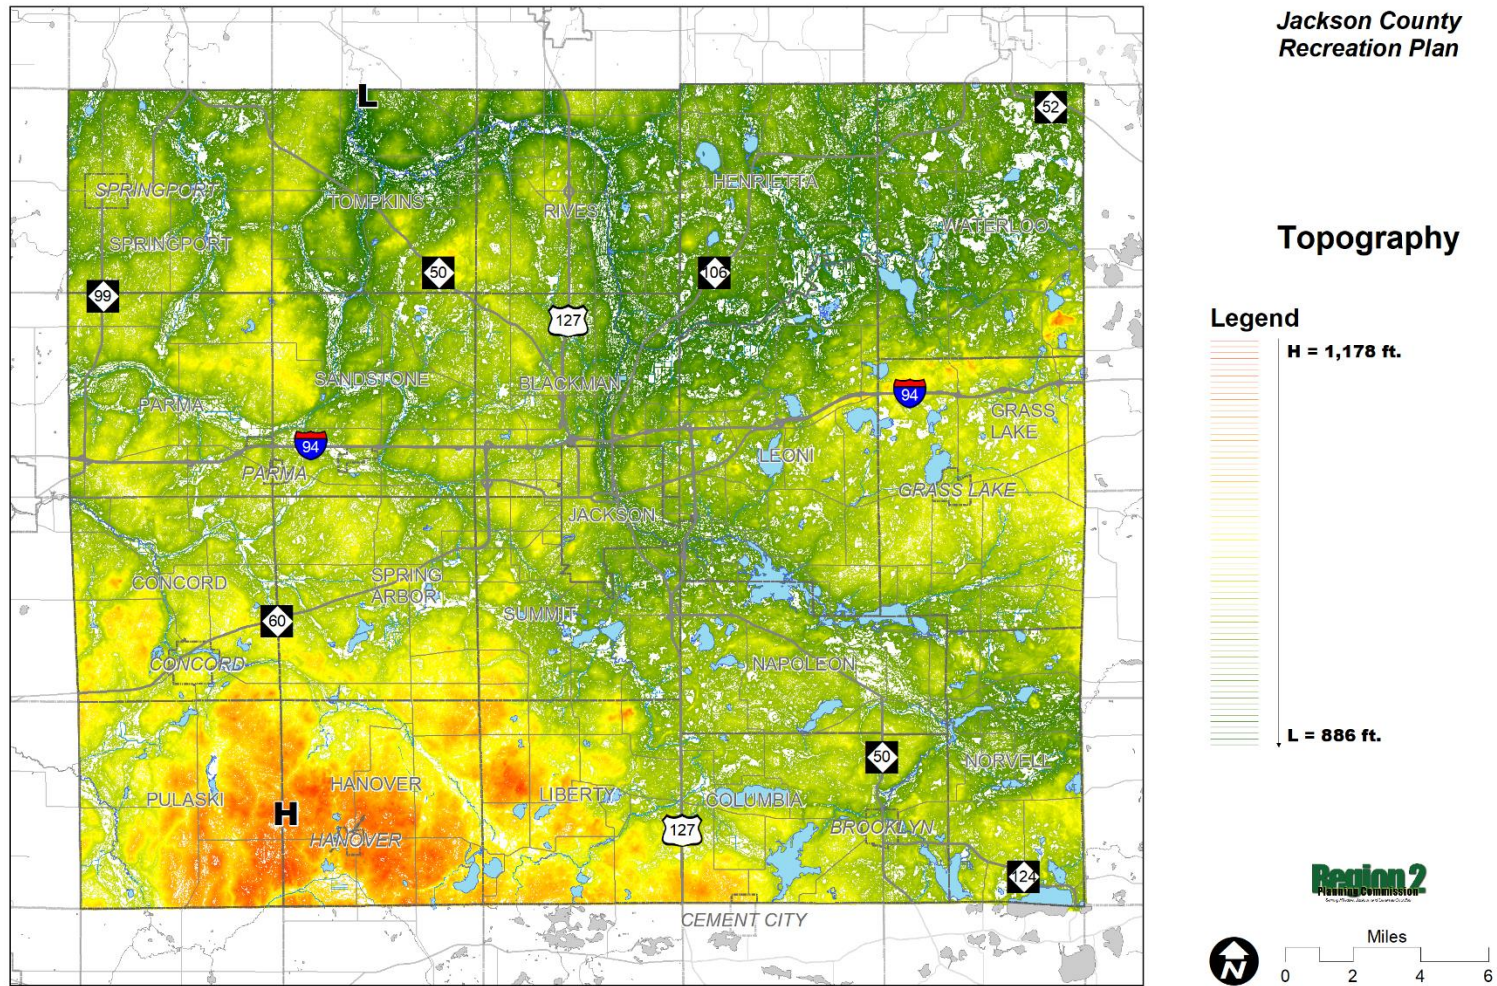 Jackson County
Recreation Plan
Topography
Legend
H = 1,178 ft.
L = 886 ft.
L
52
HENRIETTA
SPRINGPORT
TOMPKINS
RIVES
WATERLOO
SPRINGPORT
50
106
99
127
SANDSTONE
BLACKMAN
94
PARMA
GRASS
LAKE
94
LEONI
PARMA
GRASS LAKE
JACKSON
CONCORD
SPRING
ARBOR
SUMMIT
60
CONCORD
NAPOLEON
50
NORVELL
HANOVER
PULASKI
LIBERTY
COLUMBIA
H
HANOVER
127
BROOKLYN
124
CEMENT CITY
Region 2
Planning Commission
N
Miles
0 2 4 6